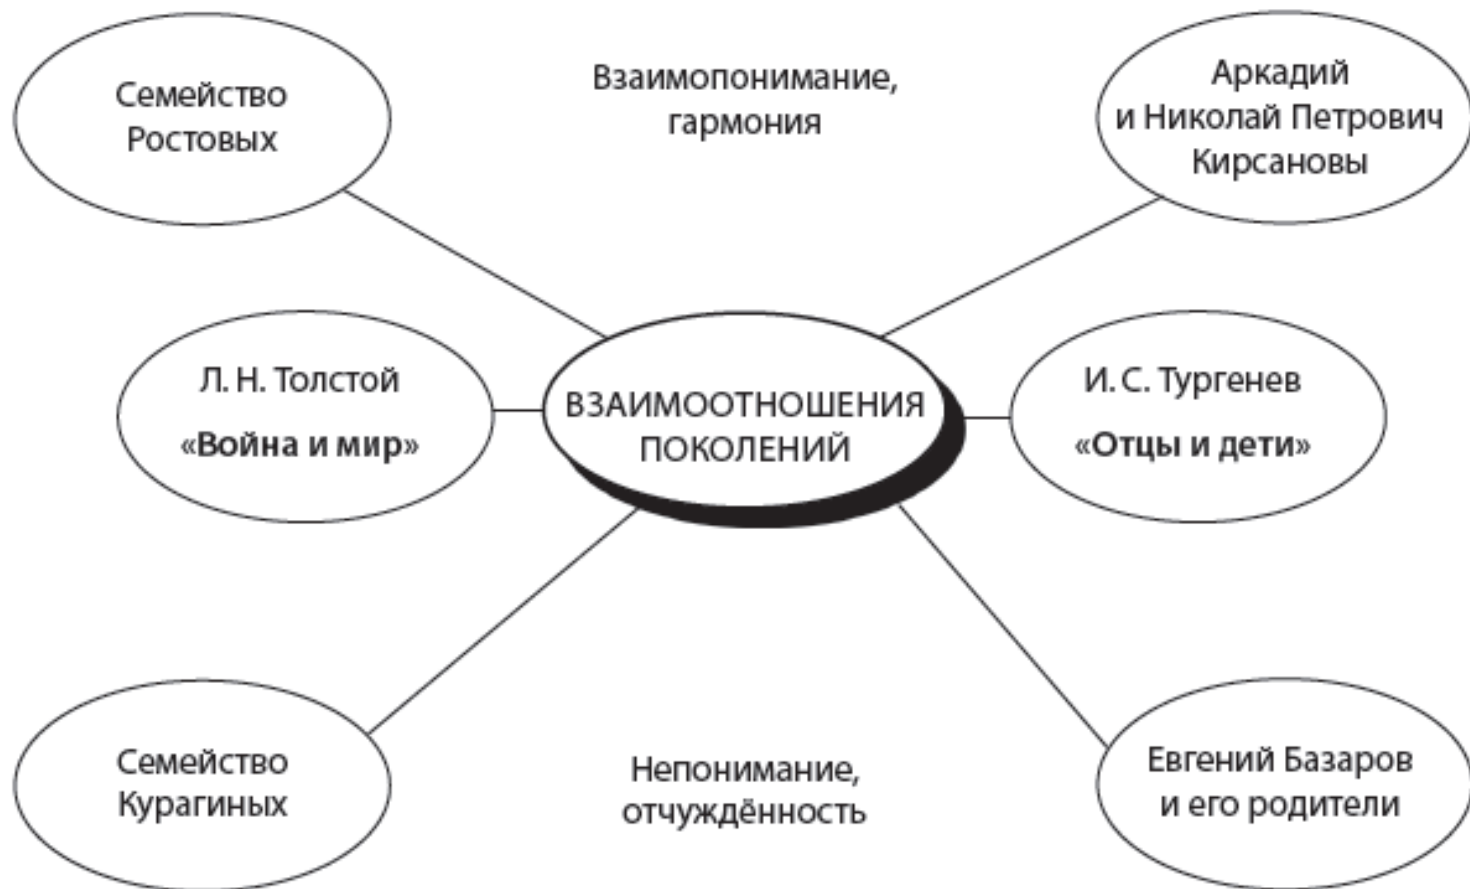 Семейство
Ростовых
Взаимопонимание,
гармония
Аркадий
и Николай Петрович
Кирсановы
Л. Н. Толстой
«Война и мир»
ВЗАИМООТНОШЕНИЯ
ПОКОЛЕНИЙ
И. С. Тургенев
«Отцы и дети»
Семейство
Курагиных
Непонимание,
отчуждённость
Евгений Базаров
и его родители